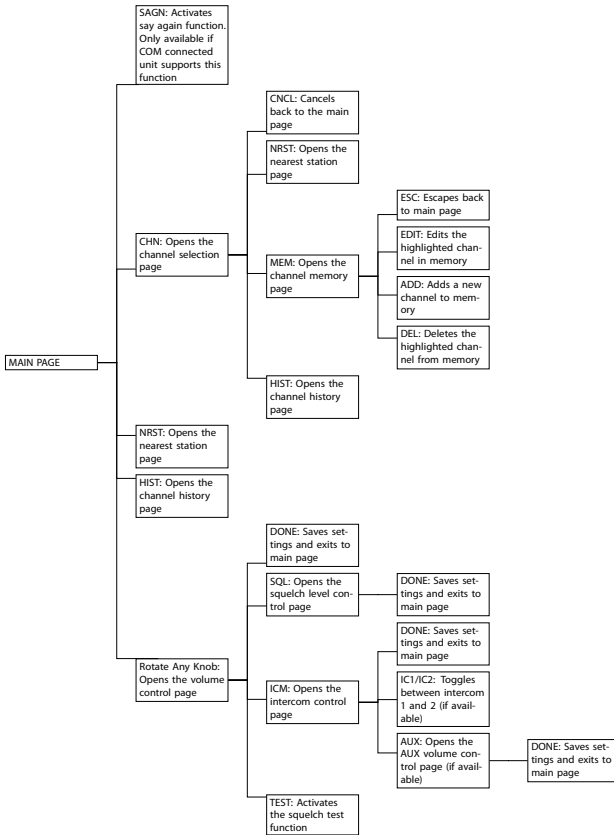 SAGN: Activates
say again function.
Only available if
COM connected
unit supports this
function
CNCL: Cancels
back to the main
page
NRST: Opens the
nearest station
page
ESC: Escapes back
to main page
EDIT: Edits the
highlighted chan-
nel in memory
CHN: Opens the
channel selection
page
MEM: Opens the
channel memory
page
ADD: Adds a new
channel to mem-
ory
DEL: Deletes the
highlighted chan-
nel from memory
MAIN PAGE
HIST: Opens the
channel history
page
NRST: Opens the
nearest station
page
HIST: Opens the
channel history
page
DONE: Saves set-
tings and exits to
main page
SQL: Opens the
squelch level con-
trol page
DONE: Saves set-
tings and exits to
main page
DONE: Saves set-
tings and exits to
main page
Rotate Any Knob:
Opens the volume
control page
ICM: Opens the
intercom control
page
IC1/IC2: Toggles
between intercom
1 and 2 (if avail-
able)
AUX: Opens the
AUX volume con-
trol page (if avail-
able)
DONE: Saves set-
tings and exits to
main page
TEST: Activates
the squelch test
function